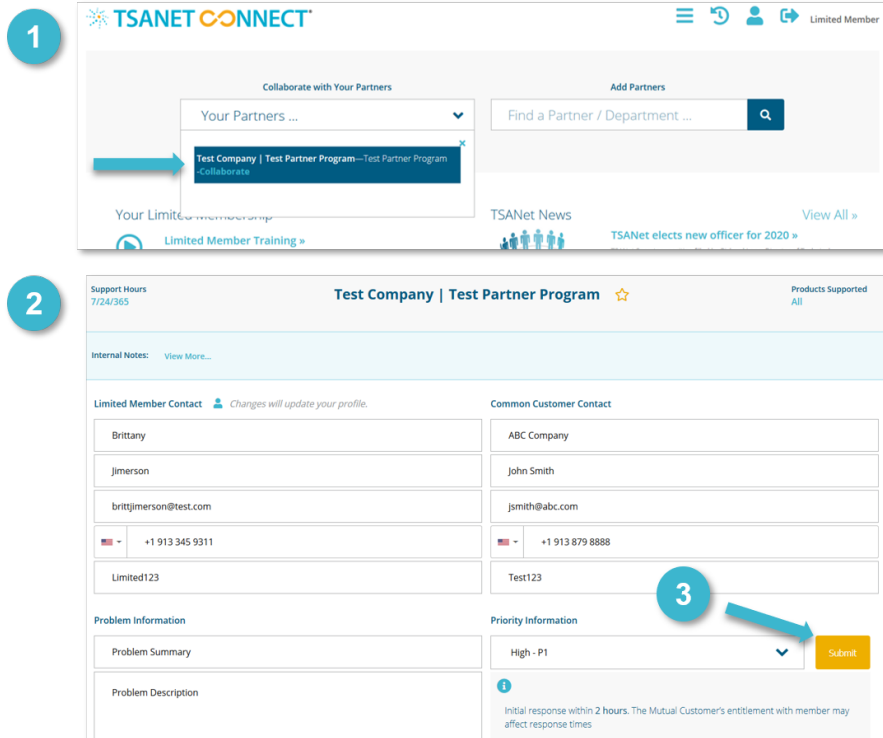 1
TSANET CONNECT
Limited Member
Collaborate with Your Partners
Add Partners
Your Partners ...
Find a Partner / Department ...
×
Test Company | Test Partner Program—Test Partner Program
-Collaborate
Your Limited Membership
TSANet News
View All »
Limited Member Training »
TSANet elects new officer for 2020 »
2
Support Hours
7/24/365
Test Company | Test Partner Program
Products Supported
All
Internal Notes: View More...
Limited Member Contact Changes will update your profile.
Common Customer Contact
Brittany
ABC Company
Jimerson
John Smith
brittjimerson@test.com
jsmith@abc.com
+1 913 345 9311
+1 913 879 8888
Limited123
Test123
3
Problem Information
Priority Information
Problem Summary
High - P1
Submit
Problem Description
Initial response within 2 hours. The Mutual Customer's entitlement with member may
affect response times